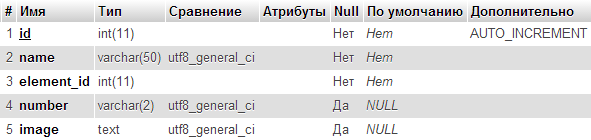 # Имя Тип Сравнение Атрибуты Null По умолчанию Дополнительно
1 id int(11) Нет Нет AUTO_INCREMENT
2 name varchar(50) utf8_general_ci Нет Нет
3 element_id int(11) Нет Нет
4 number varchar(2) utf8_general_ci Да NULL
5 image text utf8_general_ci Да NULL